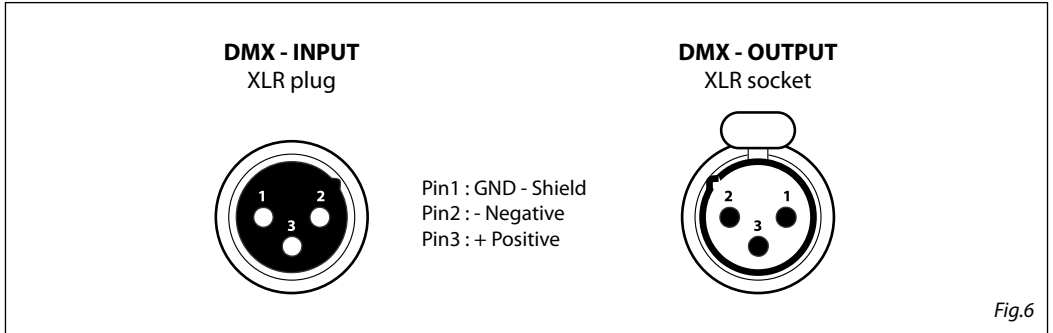 DMX - INPUT
XLR plug
1
2
3
Pin1 : GND - Shield
Pin2 : - Negative
Pin3 : + Positive
DMX - OUTPUT
XLR socket
2
1
3
Fig.6